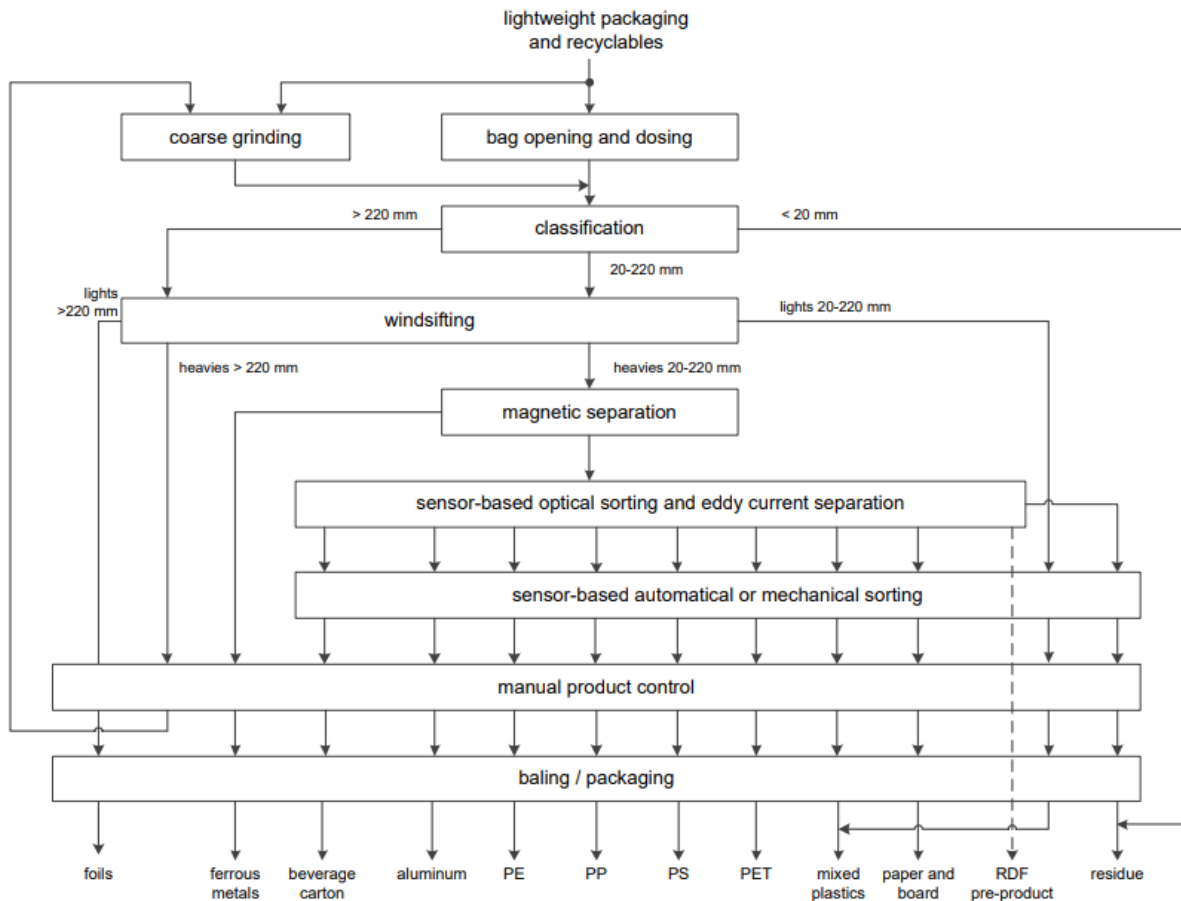 lightweight packaging
and recyclables
coarse grinding
bag opening and dosing
> 220 mm
classification
< 20 mm
20-220 mm
lights
>220 mm
windsifting
lights 20-220 mm
heavies > 220 mm
heavies 20-220 mm
magnetic separation
sensor-based optical sorting and eddy current separation
sensor-based automatical or mechanical sorting
manual product control
baling / packaging
foils
ferrous
metals
beverage
carton
aluminum
PE
PP
PS
PET
mixed
plastics
paper and
board
RDF
pre-product
residue